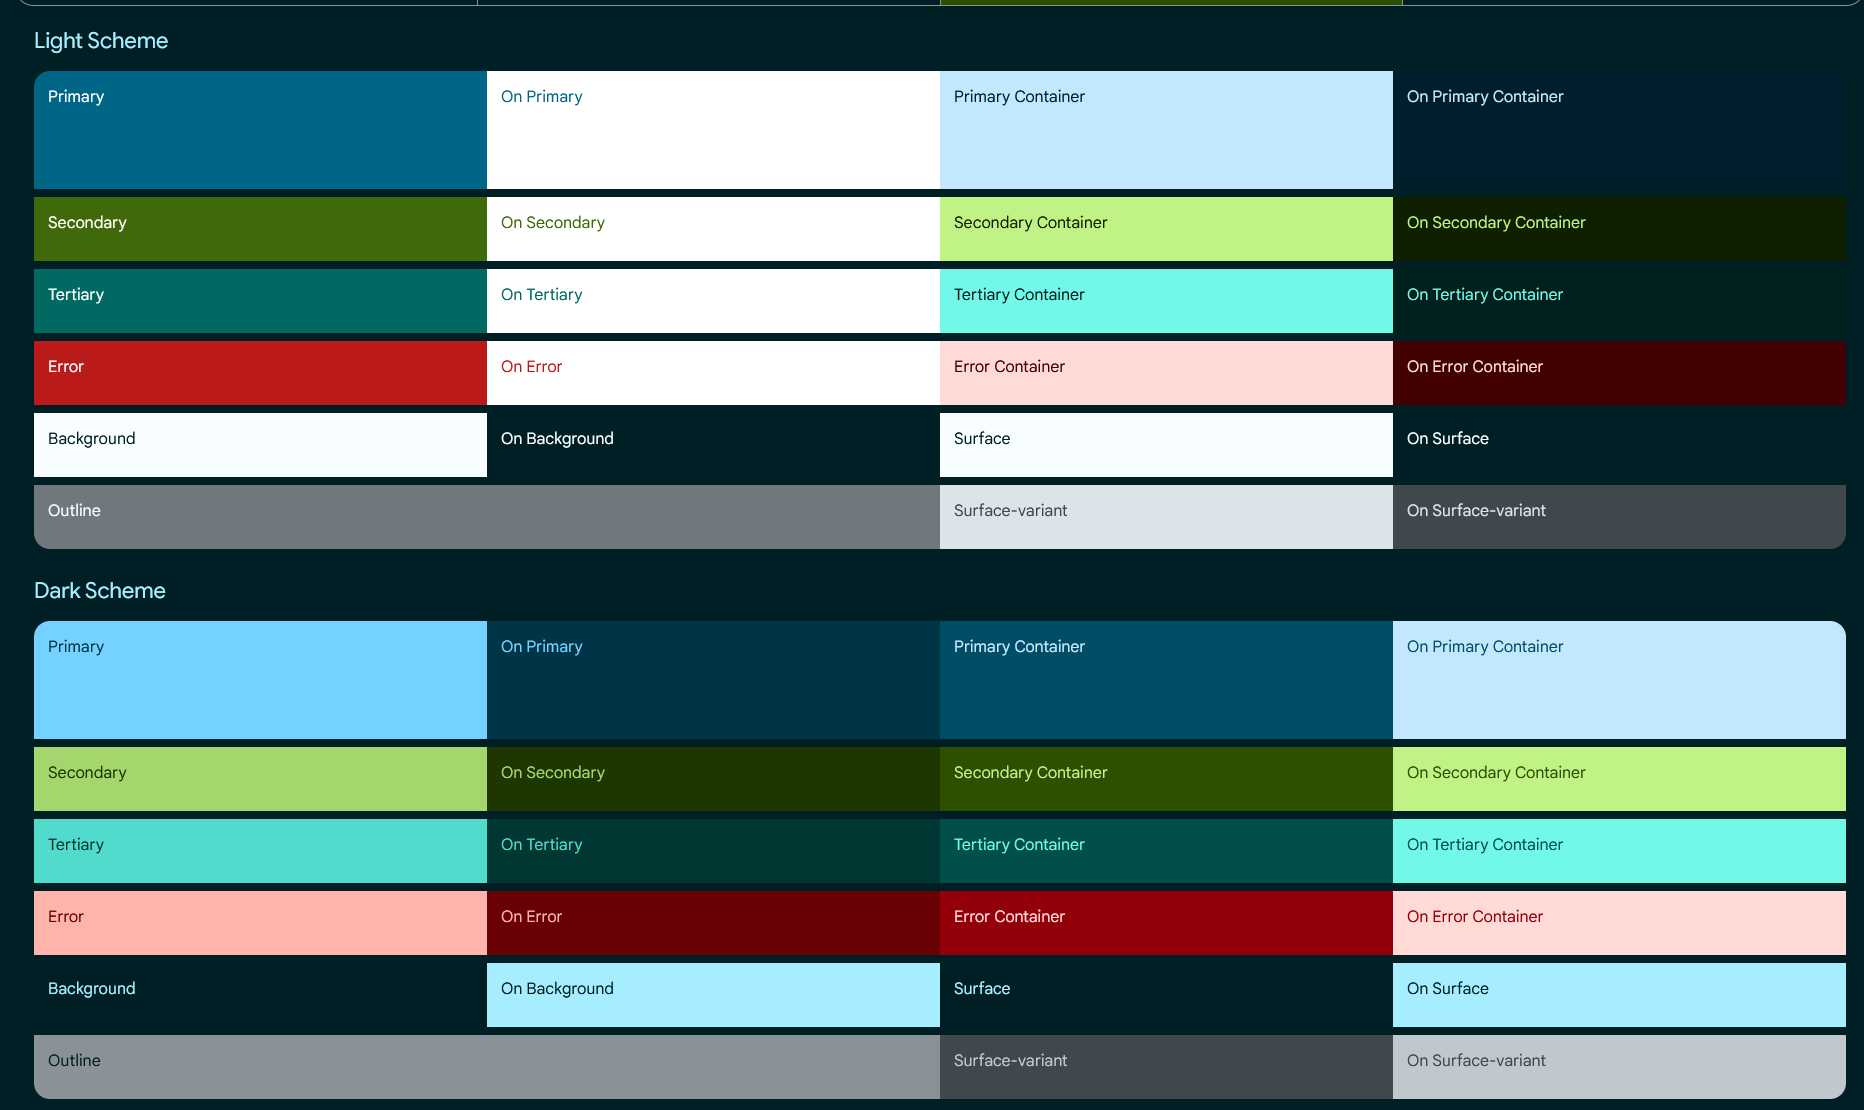 Light Scheme
Primary
On Primary
Primary Container
On Primary Container
Secondary
On Secondary
Secondary Container
On Secondary Container
Tertiary
On Tertiary
Tertiary Container
On Tertiary Container
Error
On Error
Error Container
On Error Container
Background
On Background
Surface
On Surface
Outline
Surface-variant
On Surface-variant
Dark Scheme
Primary
On Primary
Primary Container
On Primary Container
Secondary
On Secondary
Secondary Container
On Secondary Container
Tertiary
On Tertiary
Tertiary Container
On Tertiary Container
Error
On Error
Error Container
On Error Container
Background
On Background
Surface
On Surface
Outline
Surface-variant
On Surface-variant